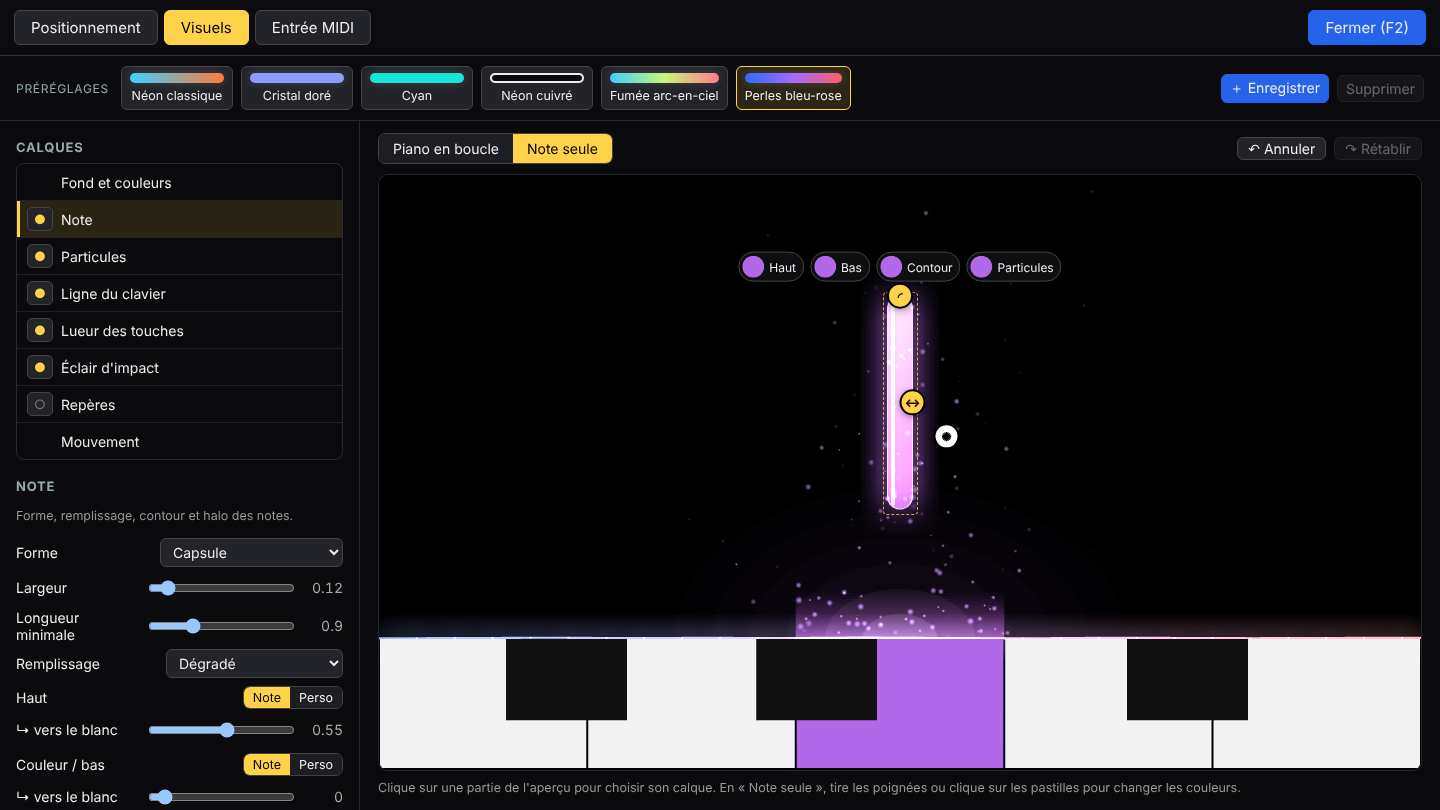 Positionnement
Visuels
Entrée MIDI
Fermer (F2)
PRÉRÉGLAGES
Néon classique
Cristal doré
Cyan
Néon cuivré
Fumée arc-en-ciel
Perles bleu-rose
+ Enregistrer
Supprimer
CALQUES
Fond et couleurs
Note
Particules
Ligne du clavier
Lueur des touches
Éclair d'impact
Repères
Mouvement
NOTE
Forme, remplissage, contour et halo des notes.
Forme
Capsule
Largeur
0.12
Longueur
minimale
0.9
Remplissage
Dégradé
Haut
Note
Perso
↳ vers le blanc
0.55
Couleur / bas
Note
Perso
↳ vers le blanc
0
Piano en boucle
Note seule
↶ Annuler
↷ Rétablir
Haut
Bas
Contour
Particules
Clique sur une partie de l'aperçu pour choisir son calque. En « Note seule », tire les poignées ou clique sur les pastilles pour changer les couleurs.